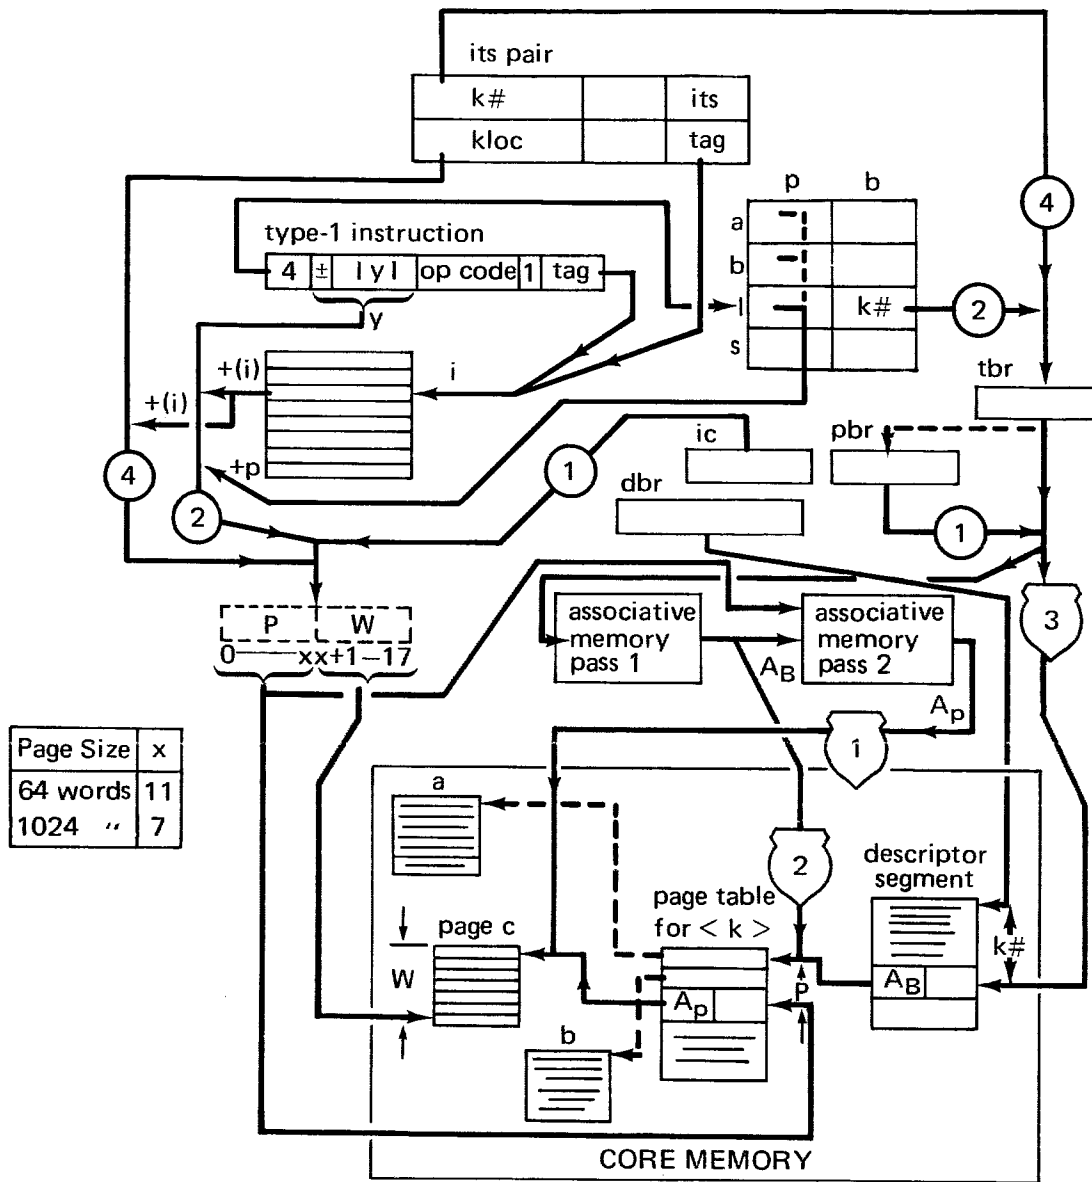 its pair
k# its
kloc tag
4
p b
a
b
l k#
s
2
type-1 instruction
4 ± |y| op code 1 tag
y
+(i)
+(i)
i
+p
4
2
1
tbr
ic
pbr
dbr
1
3
P W
0 xx+1–17
associative
memory
pass 1
associative
memory
pass 2
A_B
A_p
1
Page Size x
64 words 11
1024 〃 7
a
2
descriptor
segment
page table
for < k >
page c
W
k#
A_B
P
A_p
b
CORE MEMORY